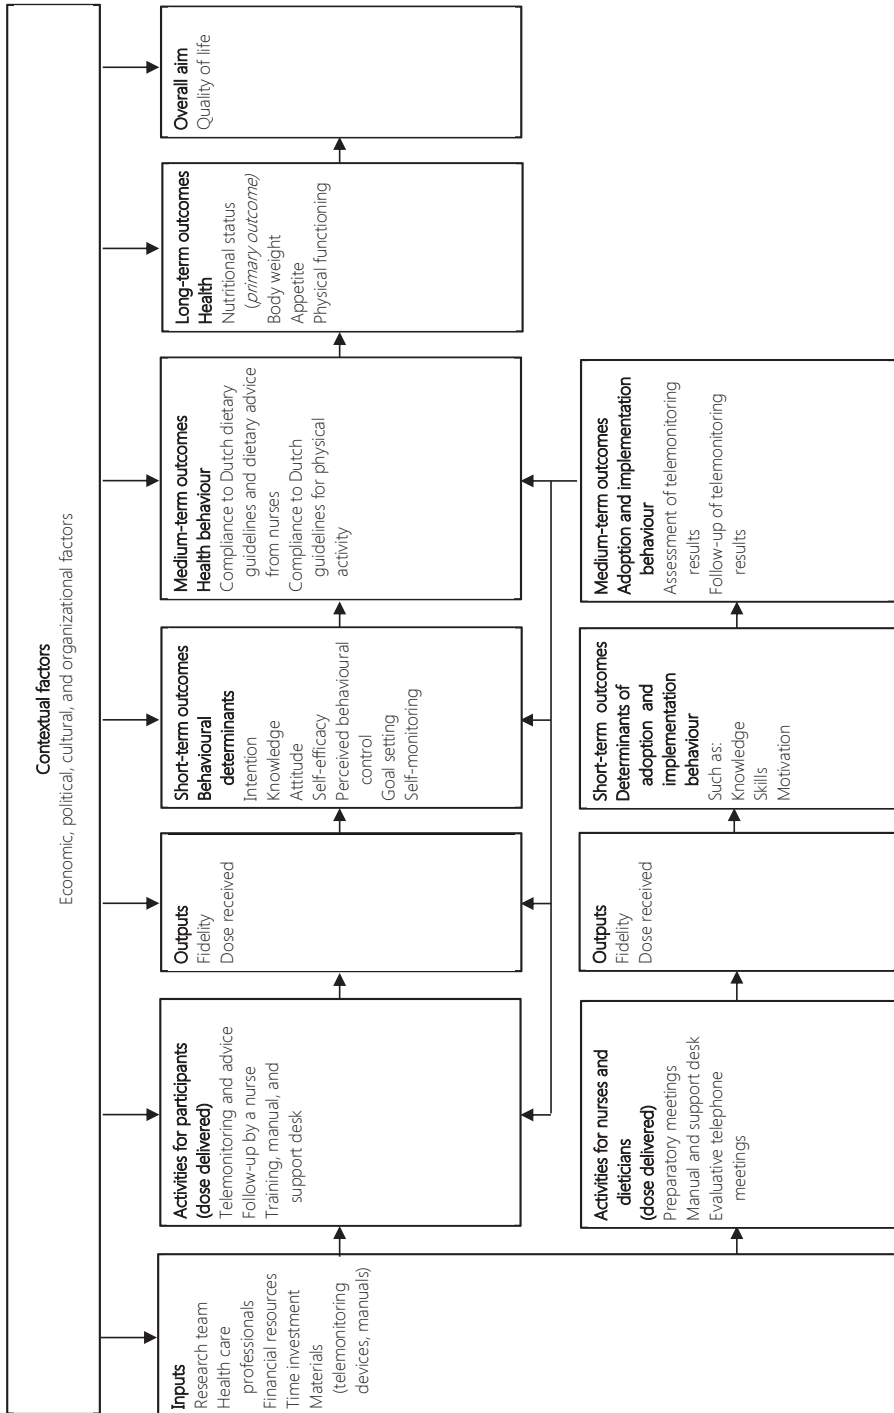 Contextual factors
Economic, political, cultural, and organizational factors
Inputs
Research team
Health care
professionals
Financial resources
Time investment
Materials
(telemonitoring
devices, manuals)
Activities for participants
(dose delivered)
Telemonitoring and advice
Follow-up by a nurse
Training, manual, and
support desk
Outputs
Fidelity
Dose received
Short-term outcomes
Behavioural
determinants
Intention
Knowledge
Attitude
Self-efficacy
Perceived behavioural
control
Goal setting
Self-monitoring
Medium-term outcomes
Health behaviour
Compliance to Dutch dietary
guidelines and dietary advice
from nurses
Compliance to Dutch
guidelines for physical
activity
Long-term outcomes
Health
Nutritional status
(primary outcome)
Body weight
Appetite
Physical functioning
Overall aim
Quality of life
Activities for nurses and
dieticians
(dose delivered)
Preparatory meetings
Manual and support desk
Evaluative telephone
meetings
Outputs
Fidelity
Dose received
Short-term outcomes
Determinants of
adoption and
implementation
behaviour
Such as:
Knowledge
Skills
Motivation
Medium-term outcomes
Adoption and implementation
behaviour
Assessment of telemonitoring
results
Follow-up of telemonitoring
results